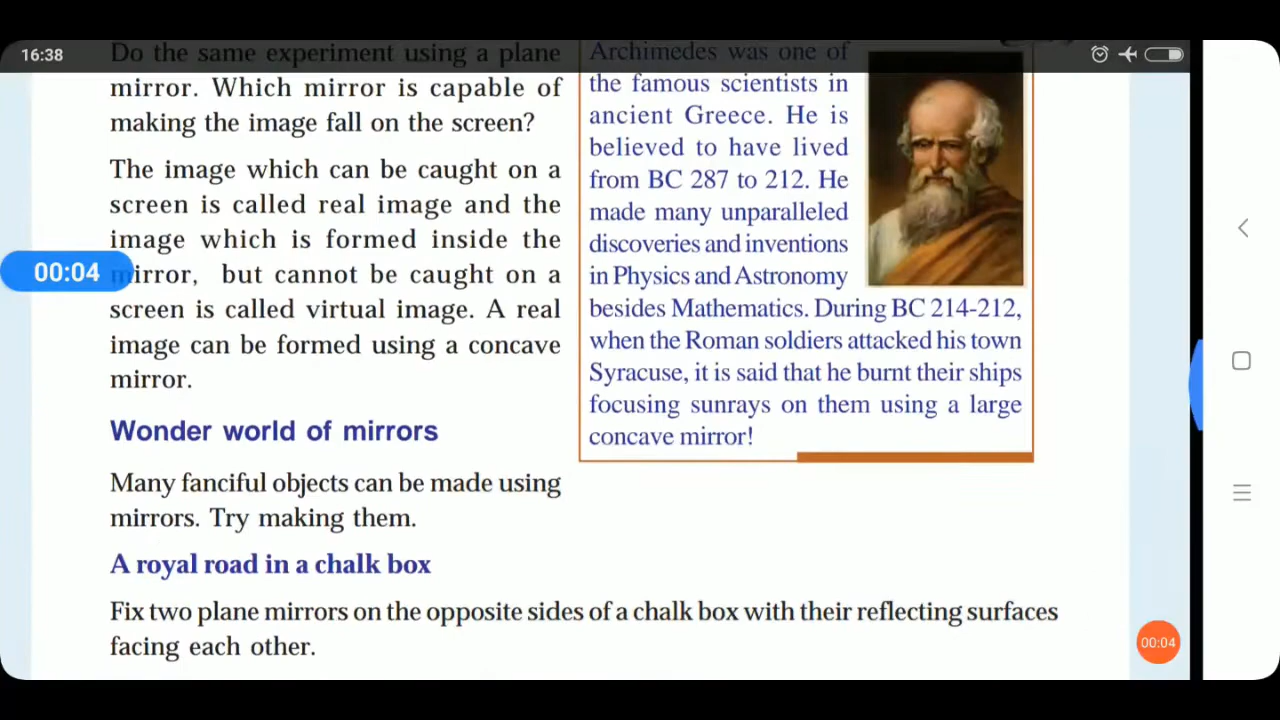 16:38
Do the same experiment using a plane
mirror. Which mirror is capable of
making the image fall on the screen?
The image which can be caught on a
screen is called real image and the
image which is formed inside the
mirror, but cannot be caught on a
screen is called virtual image. A real
image can be formed using a concave
mirror.
00:04
Wonder world of mirrors
Many fanciful objects can be made using
mirrors. Try making them.
Archimedes was one of
the famous scientists in
ancient Greece. He is
believed to have lived
from BC 287 to 212. He
made many unparalleled
discoveries and inventions
in Physics and Astronomy
besides Mathematics. During BC 214-212,
when the Roman soldiers attacked his town
Syracuse, it is said that he burnt their ships
focusing sunrays on them using a large
concave mirror!
A royal road in a chalk box
Fix two plane mirrors on the opposite sides of a chalk box with their reflecting surfaces
facing each other.
00:04